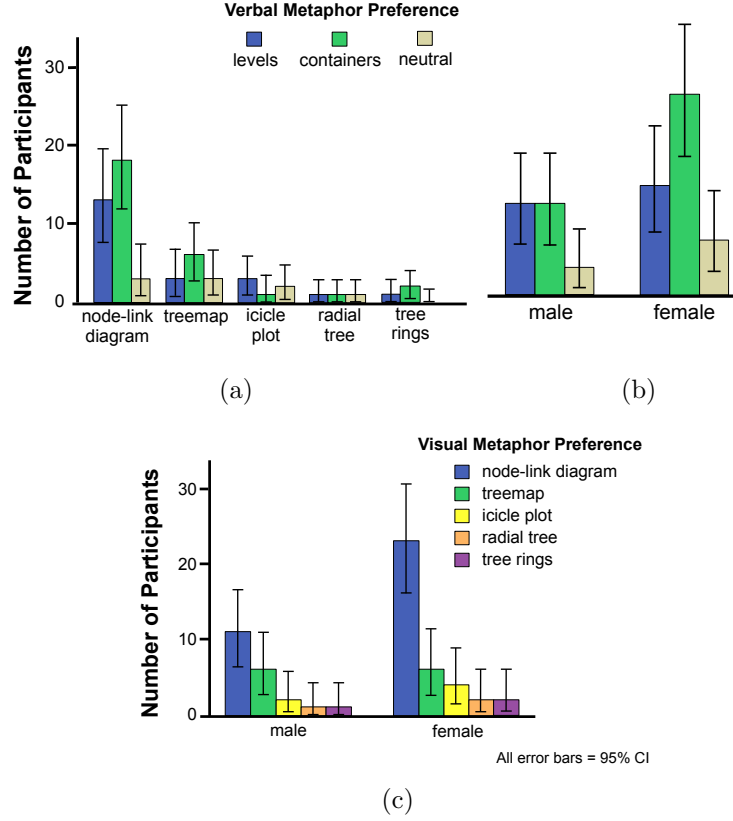 Verbal Metaphor Preference
levels containers neutral
Number of Participants
30
20
10
0
node-link diagram
treemap
icicle plot
radial tree
tree rings
(a)
male female
(b)
Visual Metaphor Preference
node-link diagram
treemap
icicle plot
radial tree
tree rings
Number of Participants
30
20
10
0
male female
All error bars = 95% CI
(c)